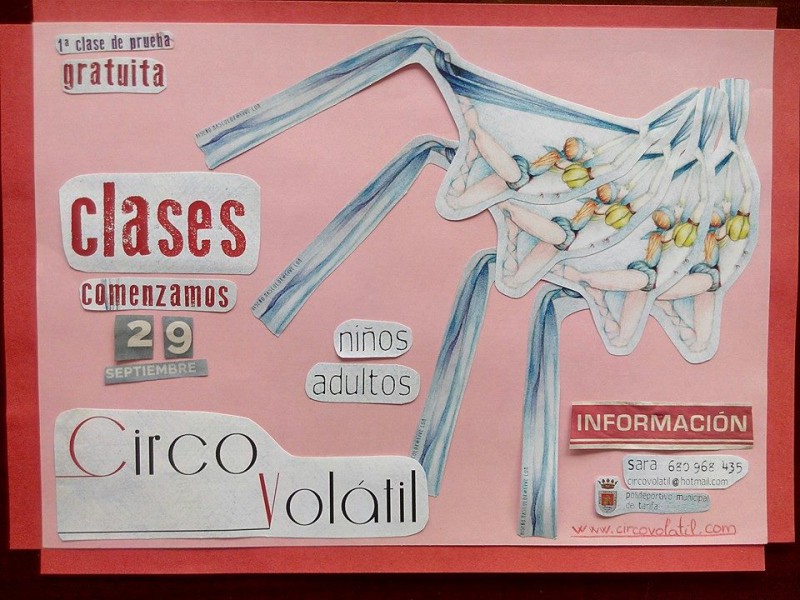 1ª clase de prueba
gratuita
clases
comenzamos
29
SEPTIEMBRE
niños
adultos
Circo
Volátil
INFORMACIÓN
sara 680 968 435
circovolatil@hotmail.com
polideportivo municipal
de tarifa
www.circovolatil.com